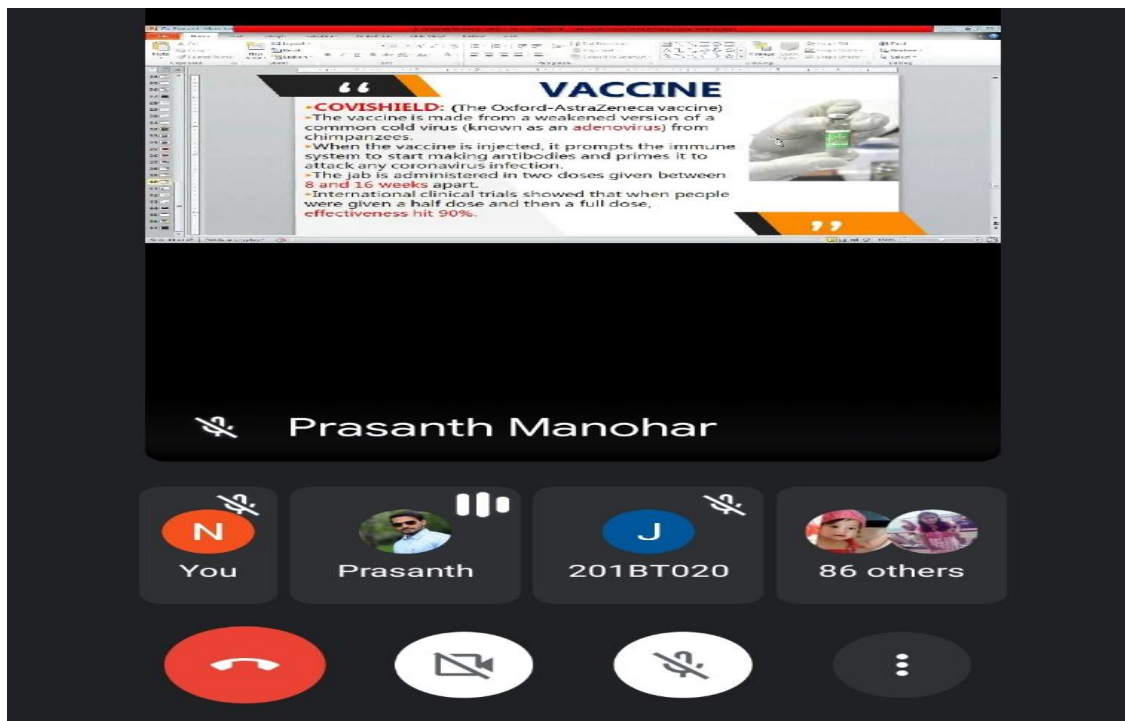 VACCINE
•COVISHIELD: (The Oxford-AstraZeneca vaccine)
•The vaccine is made from a weakened version of a
common cold virus (known as an adenovirus) from
chimpanzees.
•When the vaccine is injected, it prompts the immune
system to start making antibodies and primes it to
attack any coronavirus infection.
•The jab is administered in two doses given between
8 and 16 weeks apart.
•International clinical trials showed that when people
were given a half dose and then a full dose,
effectiveness hit 90%.
Prasanth Manohar
N
J
You
Prasanth
201BT020
86 others